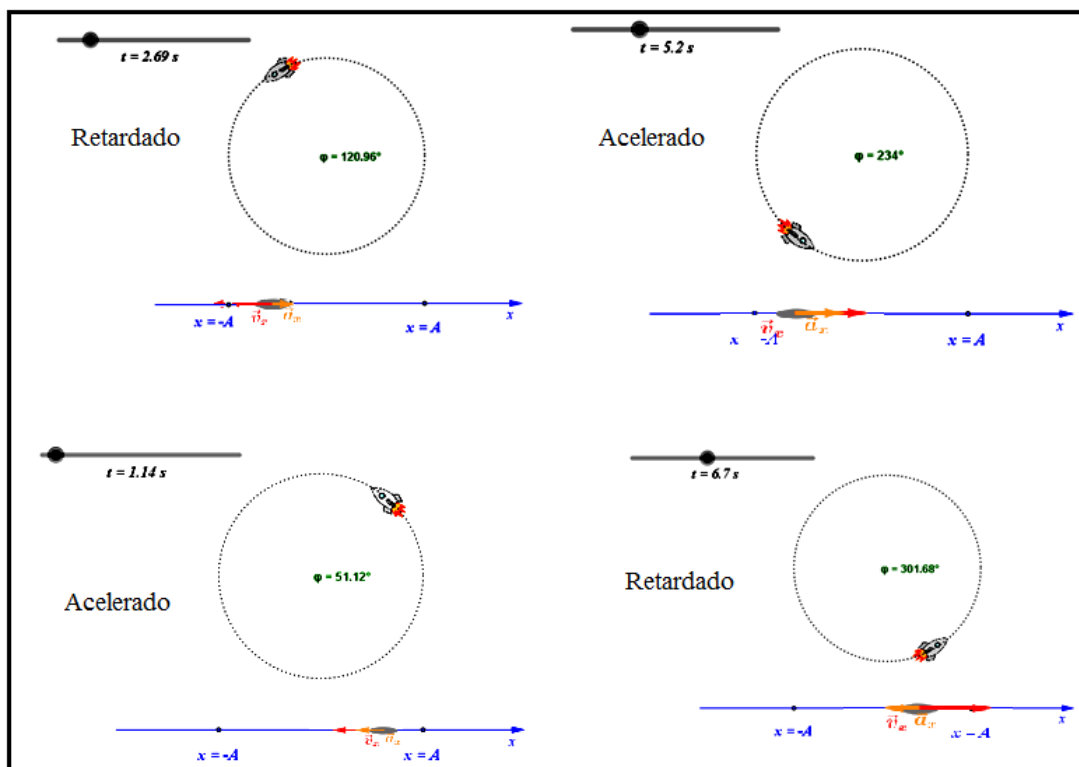 t = 2.69 s
Retardado
φ = 120.96°
v⃗ₓ a⃗ₓ
x = -A
x = A
x
t = 5.2 s
Acelerado
φ = 234°
v⃗ₓ a⃗ₓ
x -A
x = A
x
t = 1.14 s
φ = 51.12°
Acelerado
v⃗ₓ a⃗ₓ
x = -A
x = A
x
t = 6.7 s
φ = 301.68°
Retardado
v⃗ₓ a⃗ₓ
x = -A
x - A
x